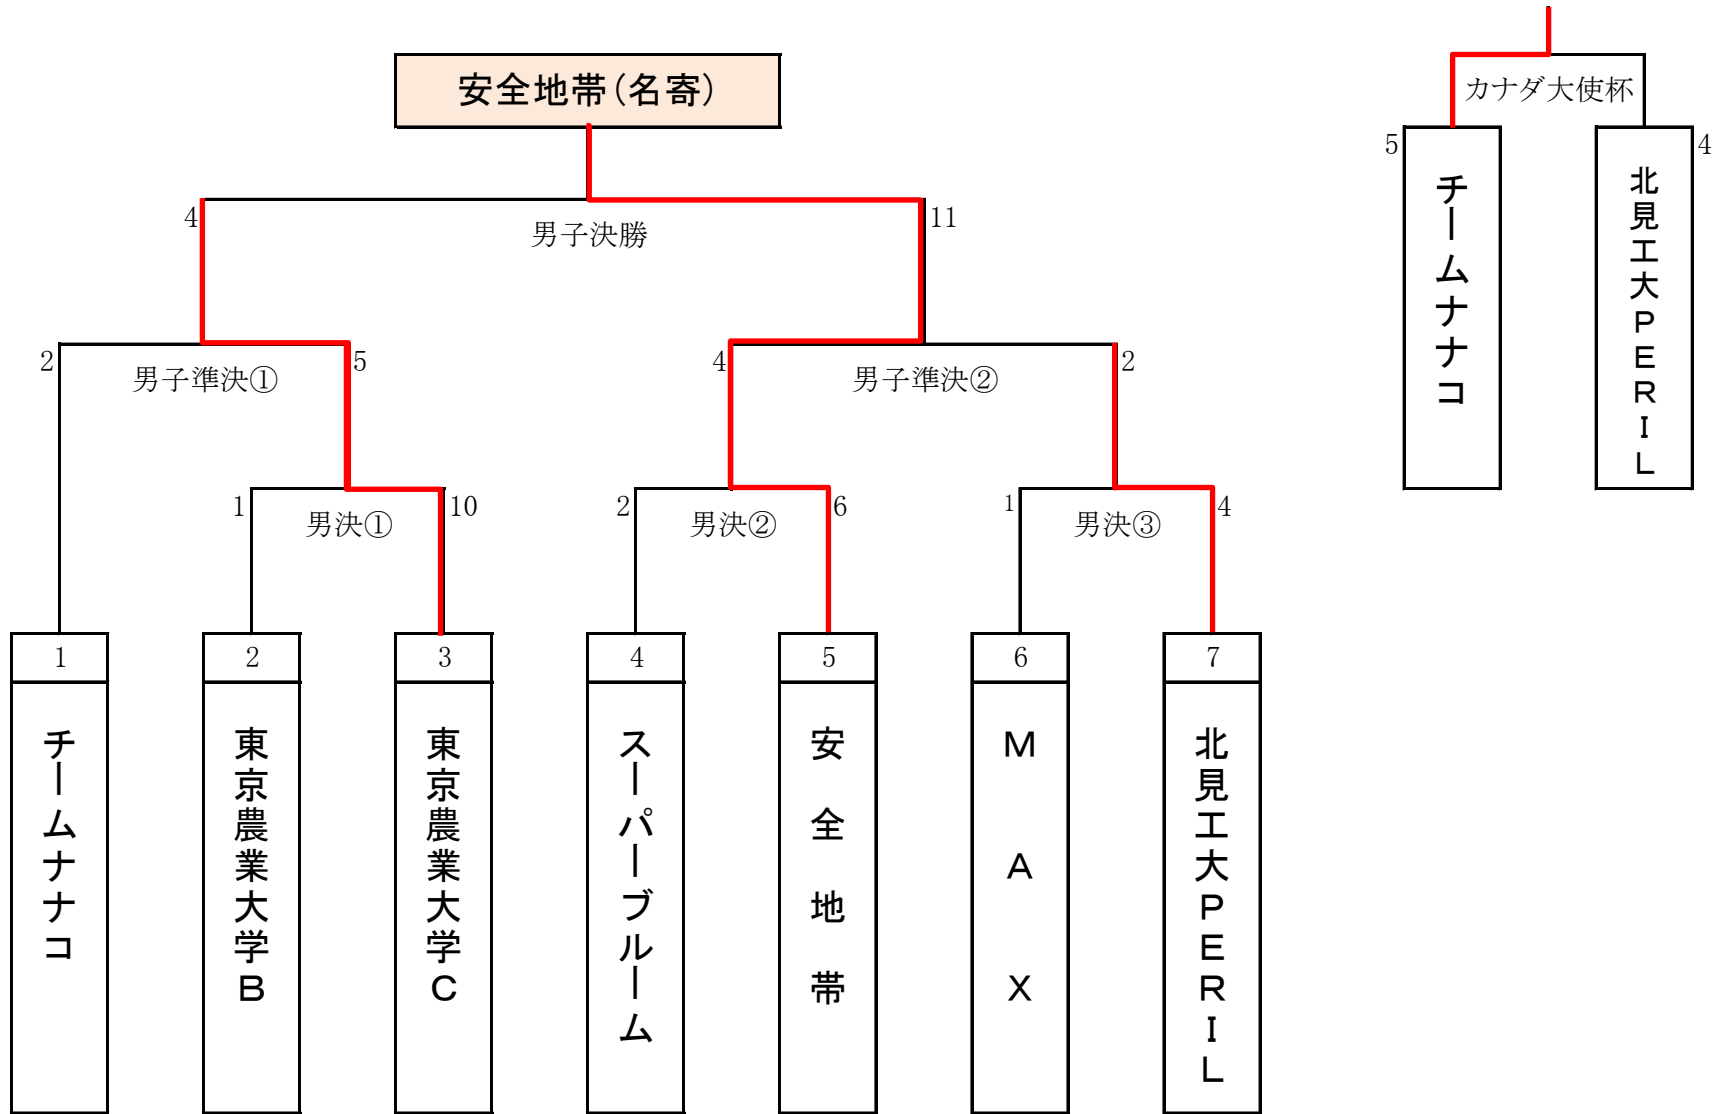 安全地帯(名寄)
カナダ大使杯
5
4
チームナナコ
北見工大PERIL
4
11
男子決勝
2
5
4
2
男子準決①
男子準決②
1
10
2
6
1
4
男決①
男決②
男決③
1
2
3
4
5
6
7
チームナナコ
東京農業大学B
東京農業大学C
スーパーブルーム
安全地帯
MAX
北見工大PERIL